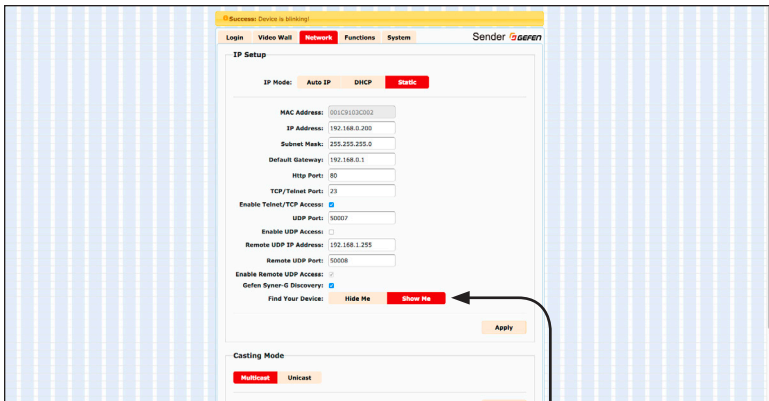 Success: Device is blinking!
Login Video Wall Network Functions System Sender GEFEN
IP Setup
IP Mode: Auto IP DHCP Static
MAC Address: 001C9103C002
IP Address: 192.168.0.200
Subnet Mask: 255.255.255.0
Default Gateway: 192.168.0.1
Http Port: 80
TCP/Telnet Port: 23
Enable Telnet/TCP Access:
UDP Port: 50007
Enable UDP Access:
Remote UDP IP Address: 192.168.1.255
Remote UDP Port: 50008
Enable Remote UDP Access:
Gefen Syner-G Discovery:
Find Your Device: Hide Me Show Me
Apply
Casting Mode
Multicast Unicast